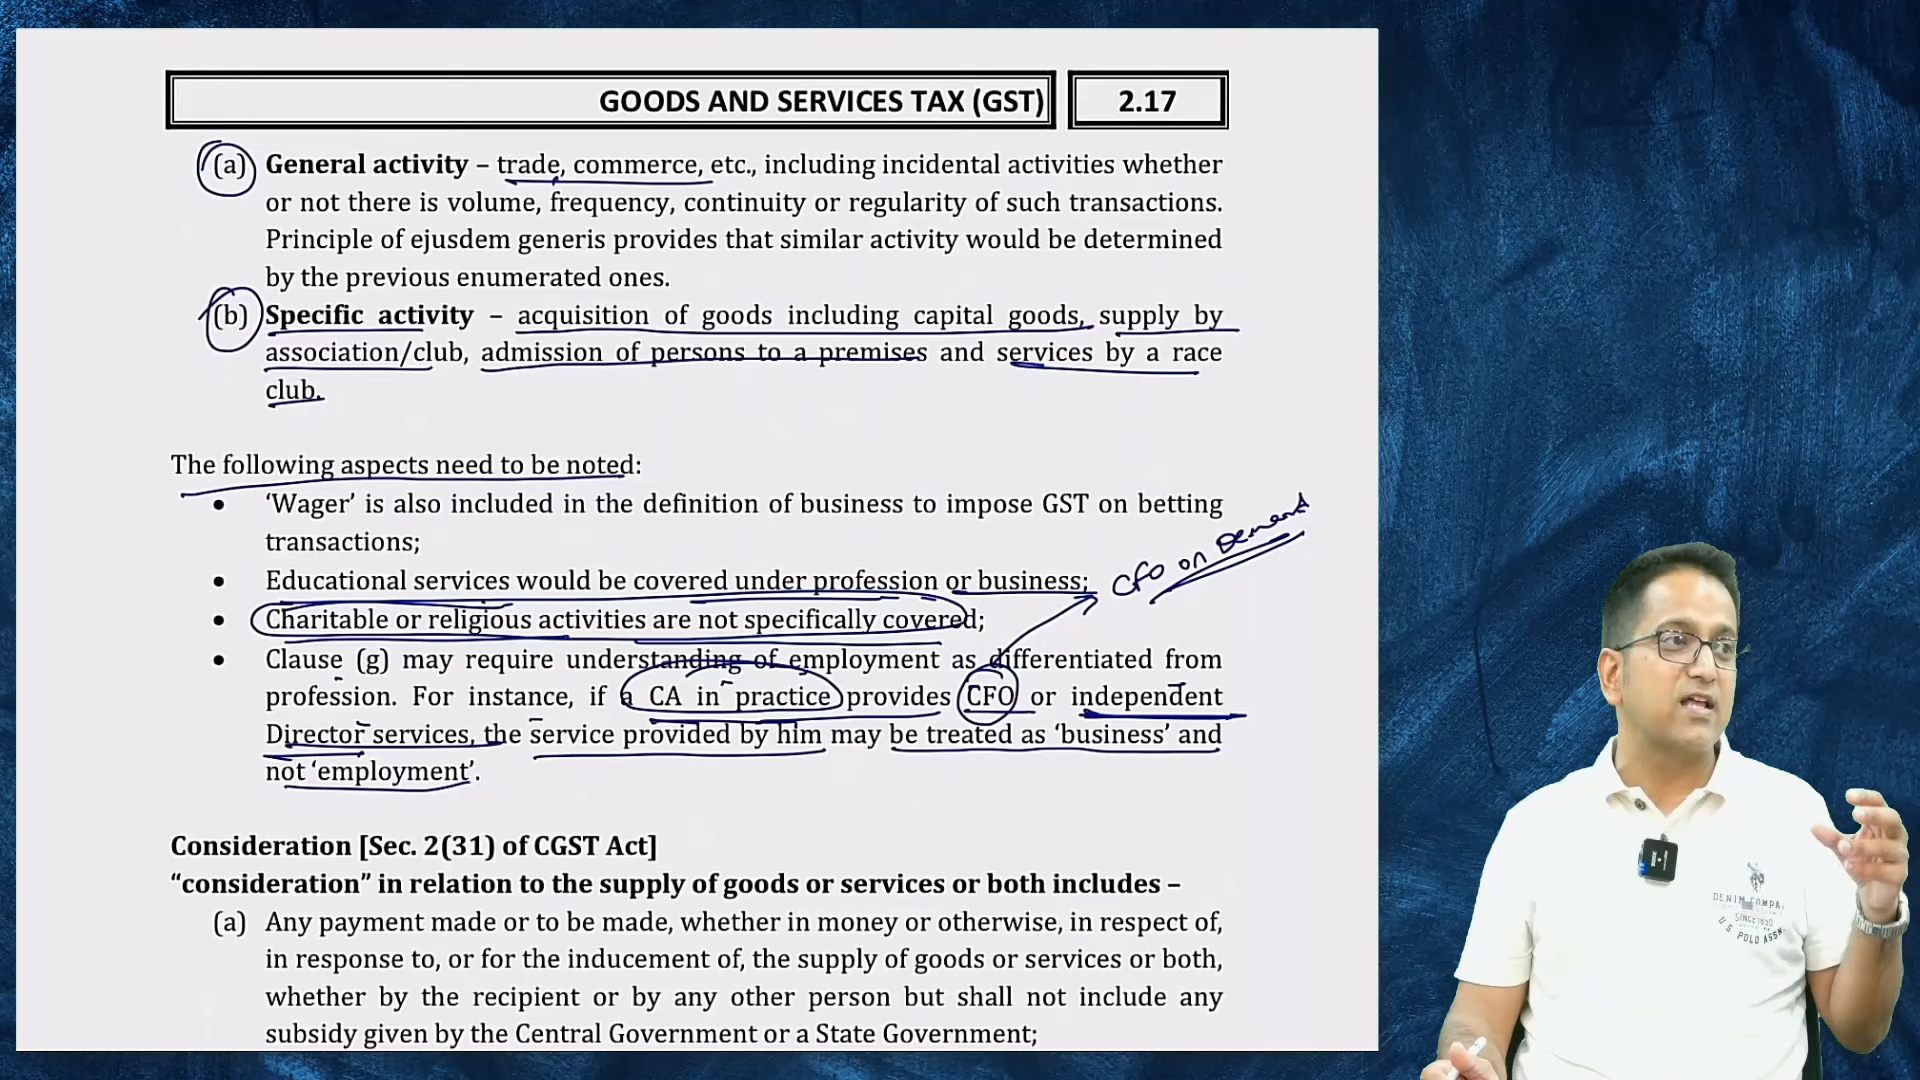 GOODS AND SERVICES TAX (GST) 2.17
(a) General activity – trade, commerce, etc., including incidental activities whether
or not there is volume, frequency, continuity or regularity of such transactions.
Principle of ejusdem generis provides that similar activity would be determined
by the previous enumerated ones.
(b) Specific activity – acquisition of goods including capital goods, supply by
association/club, admission of persons to a premises and services by a race
club.
The following aspects need to be noted:
• ‘Wager’ is also included in the definition of business to impose GST on betting
transactions;
• Educational services would be covered under profession or business;
CFO on Demand
• Charitable or religious activities are not specifically covered;
• Clause (g) may require understanding of employment as differentiated from
profession. For instance, if a CA in practice provides CFO or independent
Director services, the service provided by him may be treated as ‘business’ and
not ‘employment’.
Consideration [Sec. 2(31) of CGST Act]
“consideration” in relation to the supply of goods or services or both includes –
(a) Any payment made or to be made, whether in money or otherwise, in respect of,
in response to, or for the inducement of, the supply of goods or services or both,
whether by the recipient or by any other person but shall not include any
subsidy given by the Central Government or a State Government;
DENIM COMPA
SINCE 1890
U.S. POLO ASSN